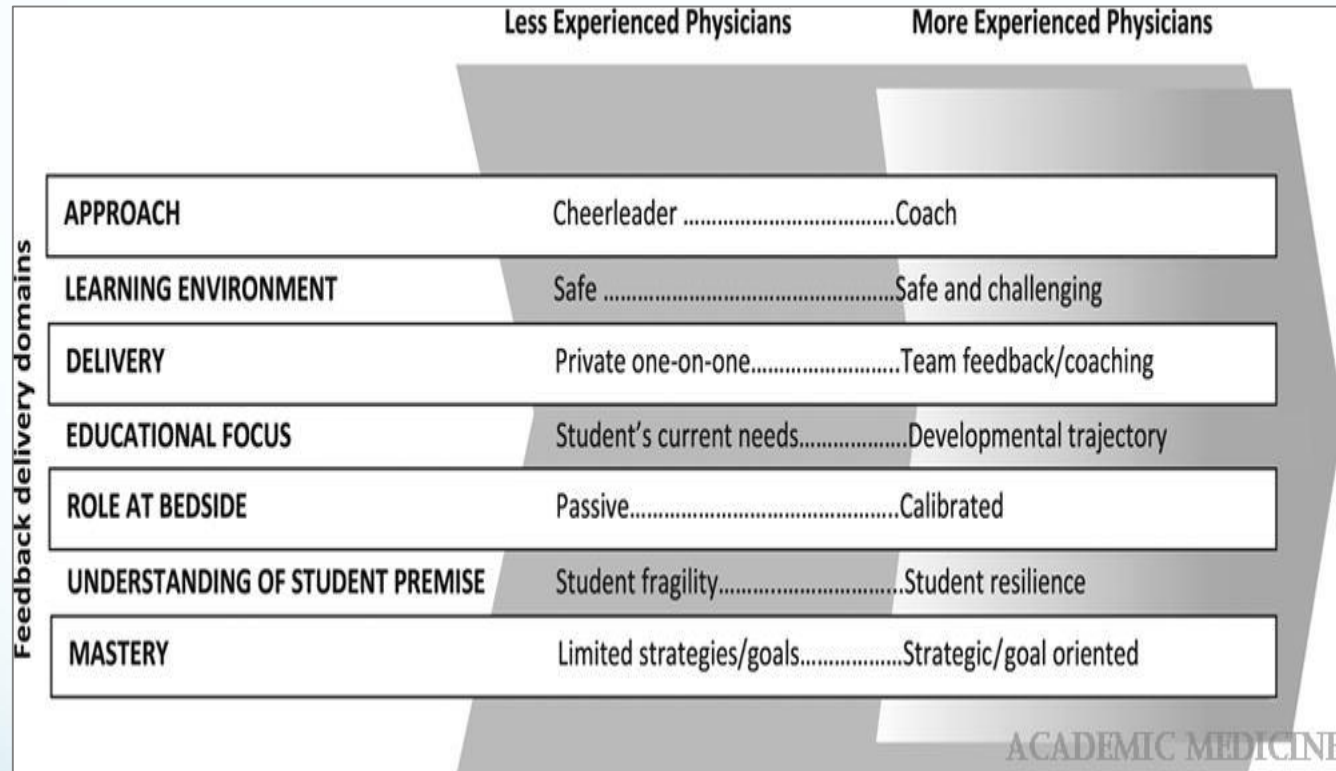 Less Experienced Physicians More Experienced Physicians
Feedback delivery domains
APPROACH Cheerleader ……………………………….Coach
LEARNING ENVIRONMENT Safe ……………………………………………Safe and challenging
DELIVERY Private one-on-one……………………..Team feedback/coaching
EDUCATIONAL FOCUS Student’s current needs……………….Developmental trajectory
ROLE AT BEDSIDE Passive………………………………………..Calibrated
UNDERSTANDING OF STUDENT PREMISE Student fragility…………………………..Student resilience
MASTERY Limited strategies/goals………………Strategic/goal oriented
ACADEMIC MEDICINE